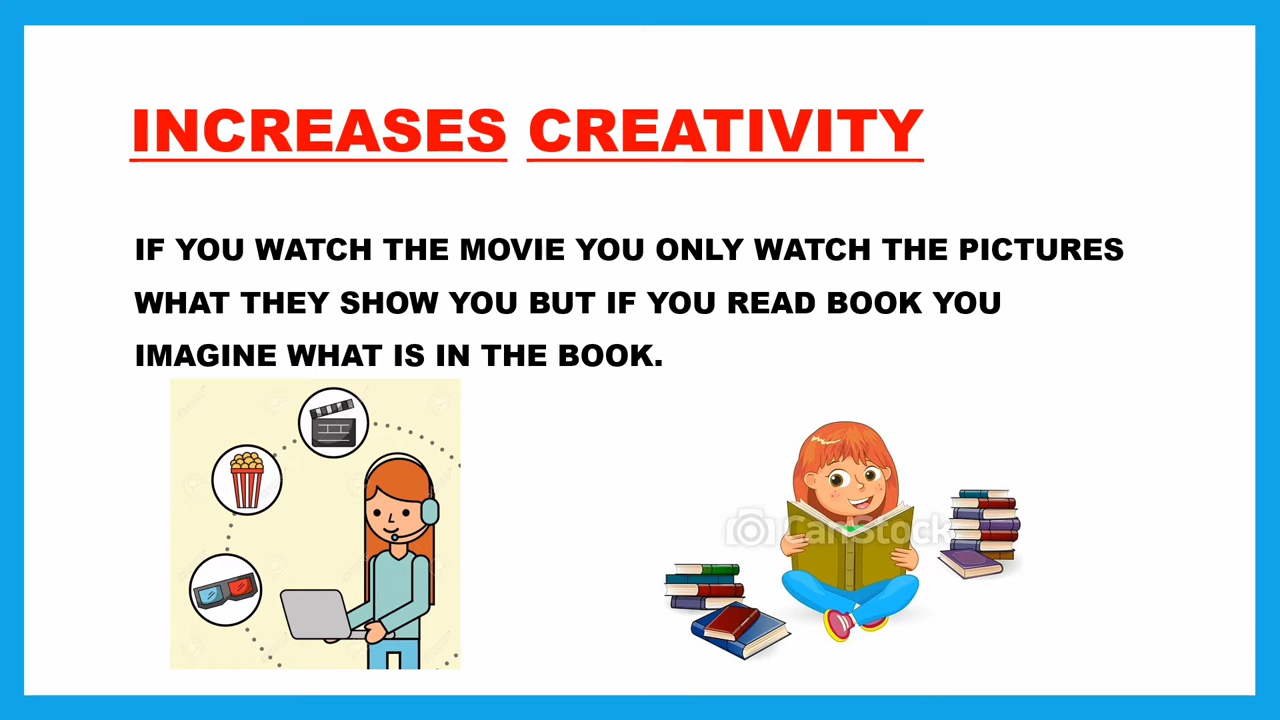 INCREASES CREATIVITY
IF YOU WATCH THE MOVIE YOU ONLY WATCH THE PICTURES
WHAT THEY SHOW YOU BUT IF YOU READ BOOK YOU
IMAGINE WHAT IS IN THE BOOK.
CanStock